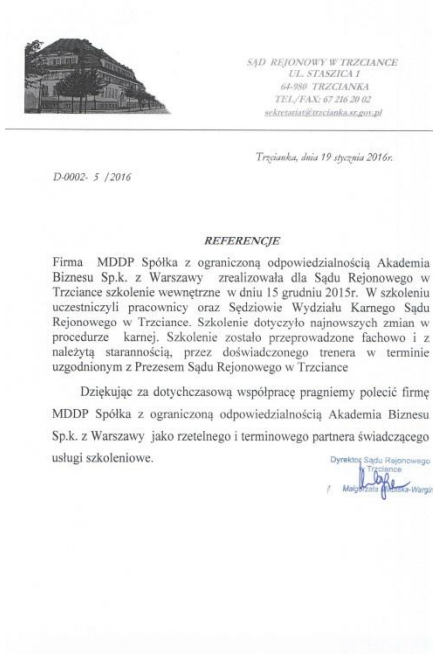 SĄD REJONOWY W TRZCIANCE
UL. STASZICA 1
64-980 TRZCIANKA
TEL./FAX: 67 216 20 02
sekretariat@trzcianka.sr.gov.pl
Trzcianka, dnia 19 stycznia 2016r.
D-0002- 5 /2016
REFERENCJE
Firma MDDP Spółka z ograniczoną odpowiedzialnością Akademia
Biznesu Sp.k. z Warszawy zrealizowała dla Sądu Rejonowego w
Trzciance szkolenie wewnętrzne w dniu 15 grudniu 2015r. W szkoleniu
uczestniczyli pracownicy oraz Sędziowie Wydziału Karnego Sądu
Rejonowego w Trzciance. Szkolenie dotyczyło najnowszych zmian w
procedurze karnej. Szkolenie zostało przeprowadzone fachowo i z
należytą starannością, przez doświadczonego trenera w terminie
uzgodnionym z Prezesem Sądu Rejonowego w Trzciance
Dziękując za dotychczasową współpracę pragniemy polecić firmę
MDDP Spółka z ograniczoną odpowiedzialnością Akademia Biznesu
Sp.k. z Warszawy jako rzetelnego i terminowego partnera świadczącego
usługi szkoleniowe.
Dyrektor Sądu Rejonowego
Trzciance